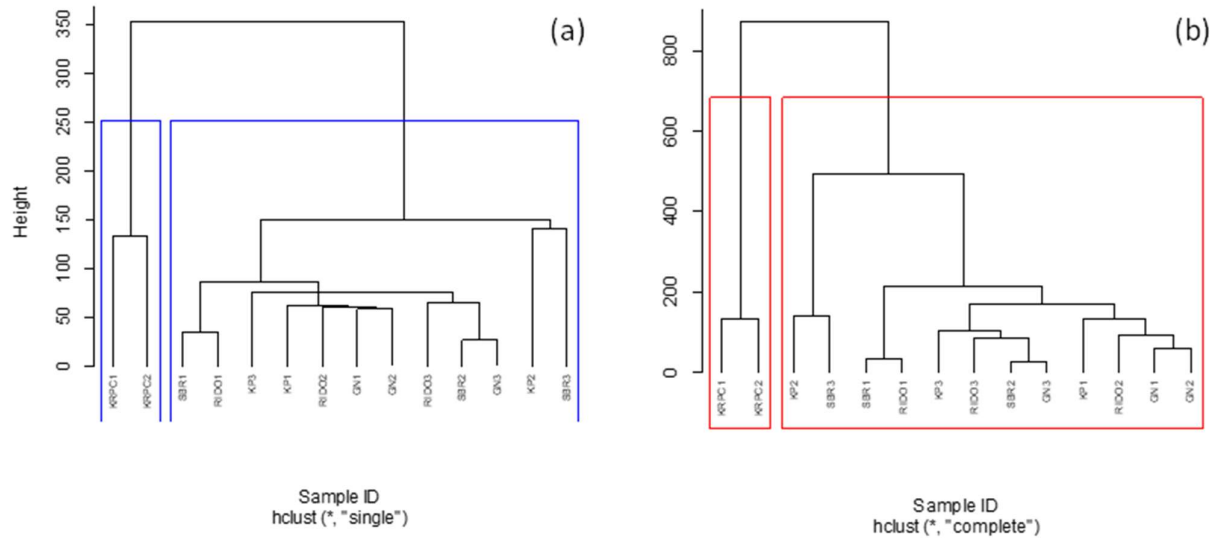 (a)
Height
350
300
250
200
150
100
50
0
KRPC1
KRPC2
SBR1
RIDO1
KP3
KP1
RIDO2
GN1
GN2
RIDO3
SBR2
GN3
KP2
SBR3
Sample ID
hclust (*, "single")
(b)
800
600
400
200
0
KRPC1
KRPC2
KP2
SBR3
SBR1
RIDO1
KP3
RIDO3
SBR2
GN3
KP1
RIDO2
GN1
GN2
Sample ID
hclust (*, "complete")